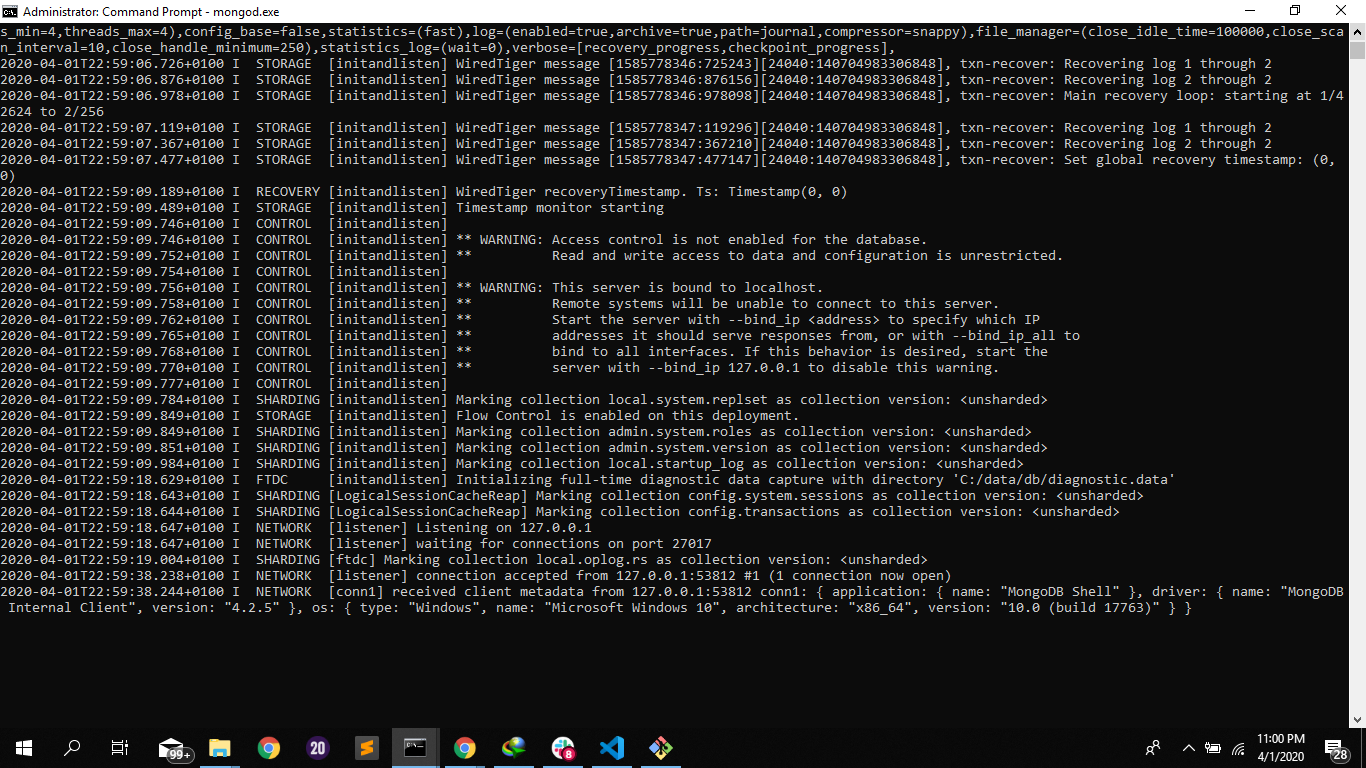 Administrator: Command Prompt - mongod.exe
s_min=4,threads_max=4),config_base=false,statistics=(fast),log=(enabled=true,archive=true,path=journal,compressor=snappy),file_manager=(close_idle_time=100000,close_sca
n_interval=10,close_handle_minimum=250),statistics_log=(wait=0),verbose=[recovery_progress,checkpoint_progress],
2020-04-01T22:59:06.726+0100 I  STORAGE  [initandlisten] WiredTiger message [1585778346:725243][24040:140704983306848], txn-recover: Recovering log 1 through 2
2020-04-01T22:59:06.876+0100 I  STORAGE  [initandlisten] WiredTiger message [1585778346:876156][24040:140704983306848], txn-recover: Recovering log 2 through 2
2020-04-01T22:59:06.978+0100 I  STORAGE  [initandlisten] WiredTiger message [1585778346:978098][24040:140704983306848], txn-recover: Main recovery loop: starting at 1/4
2624 to 2/256
2020-04-01T22:59:07.119+0100 I  STORAGE  [initandlisten] WiredTiger message [1585778347:119296][24040:140704983306848], txn-recover: Recovering log 1 through 2
2020-04-01T22:59:07.367+0100 I  STORAGE  [initandlisten] WiredTiger message [1585778347:367210][24040:140704983306848], txn-recover: Recovering log 2 through 2
2020-04-01T22:59:07.477+0100 I  STORAGE  [initandlisten] WiredTiger message [1585778347:477147][24040:140704983306848], txn-recover: Set global recovery timestamp: (0,
0)
2020-04-01T22:59:09.189+0100 I  RECOVERY [initandlisten] WiredTiger recoveryTimestamp. Ts: Timestamp(0, 0)
2020-04-01T22:59:09.489+0100 I  STORAGE  [initandlisten] Timestamp monitor starting
2020-04-01T22:59:09.746+0100 I  CONTROL  [initandlisten]
2020-04-01T22:59:09.746+0100 I  CONTROL  [initandlisten] ** WARNING: Access control is not enabled for the database.
2020-04-01T22:59:09.752+0100 I  CONTROL  [initandlisten] **          Read and write access to data and configuration is unrestricted.
2020-04-01T22:59:09.754+0100 I  CONTROL  [initandlisten]
2020-04-01T22:59:09.756+0100 I  CONTROL  [initandlisten] ** WARNING: This server is bound to localhost.
2020-04-01T22:59:09.758+0100 I  CONTROL  [initandlisten] **          Remote systems will be unable to connect to this server.
2020-04-01T22:59:09.762+0100 I  CONTROL  [initandlisten] **          Start the server with --bind_ip <address> to specify which IP
2020-04-01T22:59:09.765+0100 I  CONTROL  [initandlisten] **          addresses it should serve responses from, or with --bind_ip_all to
2020-04-01T22:59:09.768+0100 I  CONTROL  [initandlisten] **          bind to all interfaces. If this behavior is desired, start the
2020-04-01T22:59:09.770+0100 I  CONTROL  [initandlisten] **          server with --bind_ip 127.0.0.1 to disable this warning.
2020-04-01T22:59:09.777+0100 I  CONTROL  [initandlisten]
2020-04-01T22:59:09.784+0100 I  SHARDING [initandlisten] Marking collection local.system.replset as collection version: <unsharded>
2020-04-01T22:59:09.849+0100 I  STORAGE  [initandlisten] Flow Control is enabled on this deployment.
2020-04-01T22:59:09.849+0100 I  SHARDING [initandlisten] Marking collection admin.system.roles as collection version: <unsharded>
2020-04-01T22:59:09.851+0100 I  SHARDING [initandlisten] Marking collection admin.system.version as collection version: <unsharded>
2020-04-01T22:59:09.984+0100 I  SHARDING [initandlisten] Marking collection local.startup_log as collection version: <unsharded>
2020-04-01T22:59:18.629+0100 I  FTDC     [initandlisten] Initializing full-time diagnostic data capture with directory 'C:/data/db/diagnostic.data'
2020-04-01T22:59:18.643+0100 I  SHARDING [LogicalSessionCacheReap] Marking collection config.system.sessions as collection version: <unsharded>
2020-04-01T22:59:18.644+0100 I  SHARDING [LogicalSessionCacheReap] Marking collection config.transactions as collection version: <unsharded>
2020-04-01T22:59:18.647+0100 I  NETWORK  [listener] Listening on 127.0.0.1
2020-04-01T22:59:18.647+0100 I  NETWORK  [listener] waiting for connections on port 27017
2020-04-01T22:59:19.004+0100 I  SHARDING [ftdc] Marking collection local.oplog.rs as collection version: <unsharded>
2020-04-01T22:59:38.238+0100 I  NETWORK  [listener] connection accepted from 127.0.0.1:53812 #1 (1 connection now open)
2020-04-01T22:59:38.244+0100 I  NETWORK  [conn1] received client metadata from 127.0.0.1:53812 conn1: { application: { name: "MongoDB Shell" }, driver: { name: "MongoDB
Internal Client", version: "4.2.5" }, os: { type: "Windows", name: "Microsoft Windows 10", architecture: "x86_64", version: "10.0 (build 17763)" } }
99+
20
8
11:00 PM
4/1/2020
28